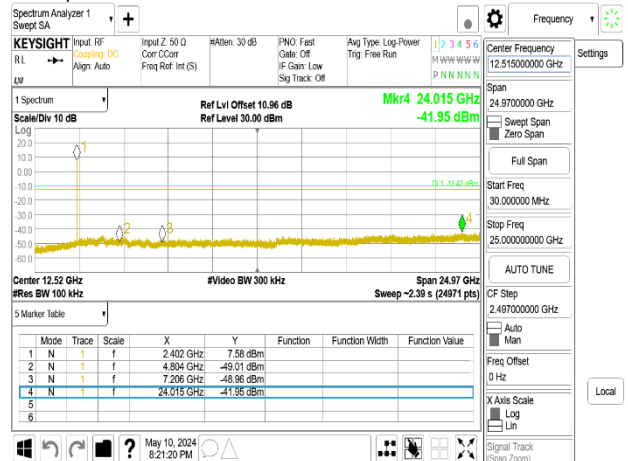 Spectrum Analyzer 1
Swept SA
+
Frequency
Settings
KEYSIGHT
RL
Input: RF
Coupling: DC
Align: Auto
Input Z: 50 Ω
Corr CCorr
Freq Ref: Int (S)
#Atten: 30 dB
PNO: Fast
Gate: Off
IF Gain: Low
Sig Track: Off
Avg Type: Log-Power
Trig: Free Run
1 2 3 4 5 6
M W W W W W
P N N N N N
1 Spectrum
Scale/Div 10 dB
Ref Lvl Offset 10.96 dB
Ref Level 30.00 dBm
Mkr4 24.015 GHz
-41.95 dBm
Log
20.0
10.0
0.00
-10.0
-20.0
-30.0
-40.0
-50.0
-60.0
1
2
3
4
Center 12.52 GHz
#Res BW 100 kHz
#Video BW 300 kHz
Span 24.97 GHz
Sweep ~2.39 s (24971 pts)
5 Marker Table
Mode Trace Scale X Y Function Function Width Function Value
1 N 1 f 2.402 GHz 7.58 dBm
2 N 1 f 4.804 GHz -49.01 dBm
3 N 1 f 7.206 GHz -48.96 dBm
4 N 1 f 24.015 GHz -41.95 dBm
5
6
May 10, 2024
8:21:20 PM
?
Center Frequency
12.515000000 GHz
Span
24.9700000 GHz
Swept Span
Zero Span
Full Span
Start Freq
30.000000 MHz
Stop Freq
25.000000000 GHz
AUTO TUNE
CF Step
2.497000000 GHz
Auto
Man
Freq Offset
0 Hz
X Axis Scale
Log
Lin
Signal Track
(Span Zoom)
Local